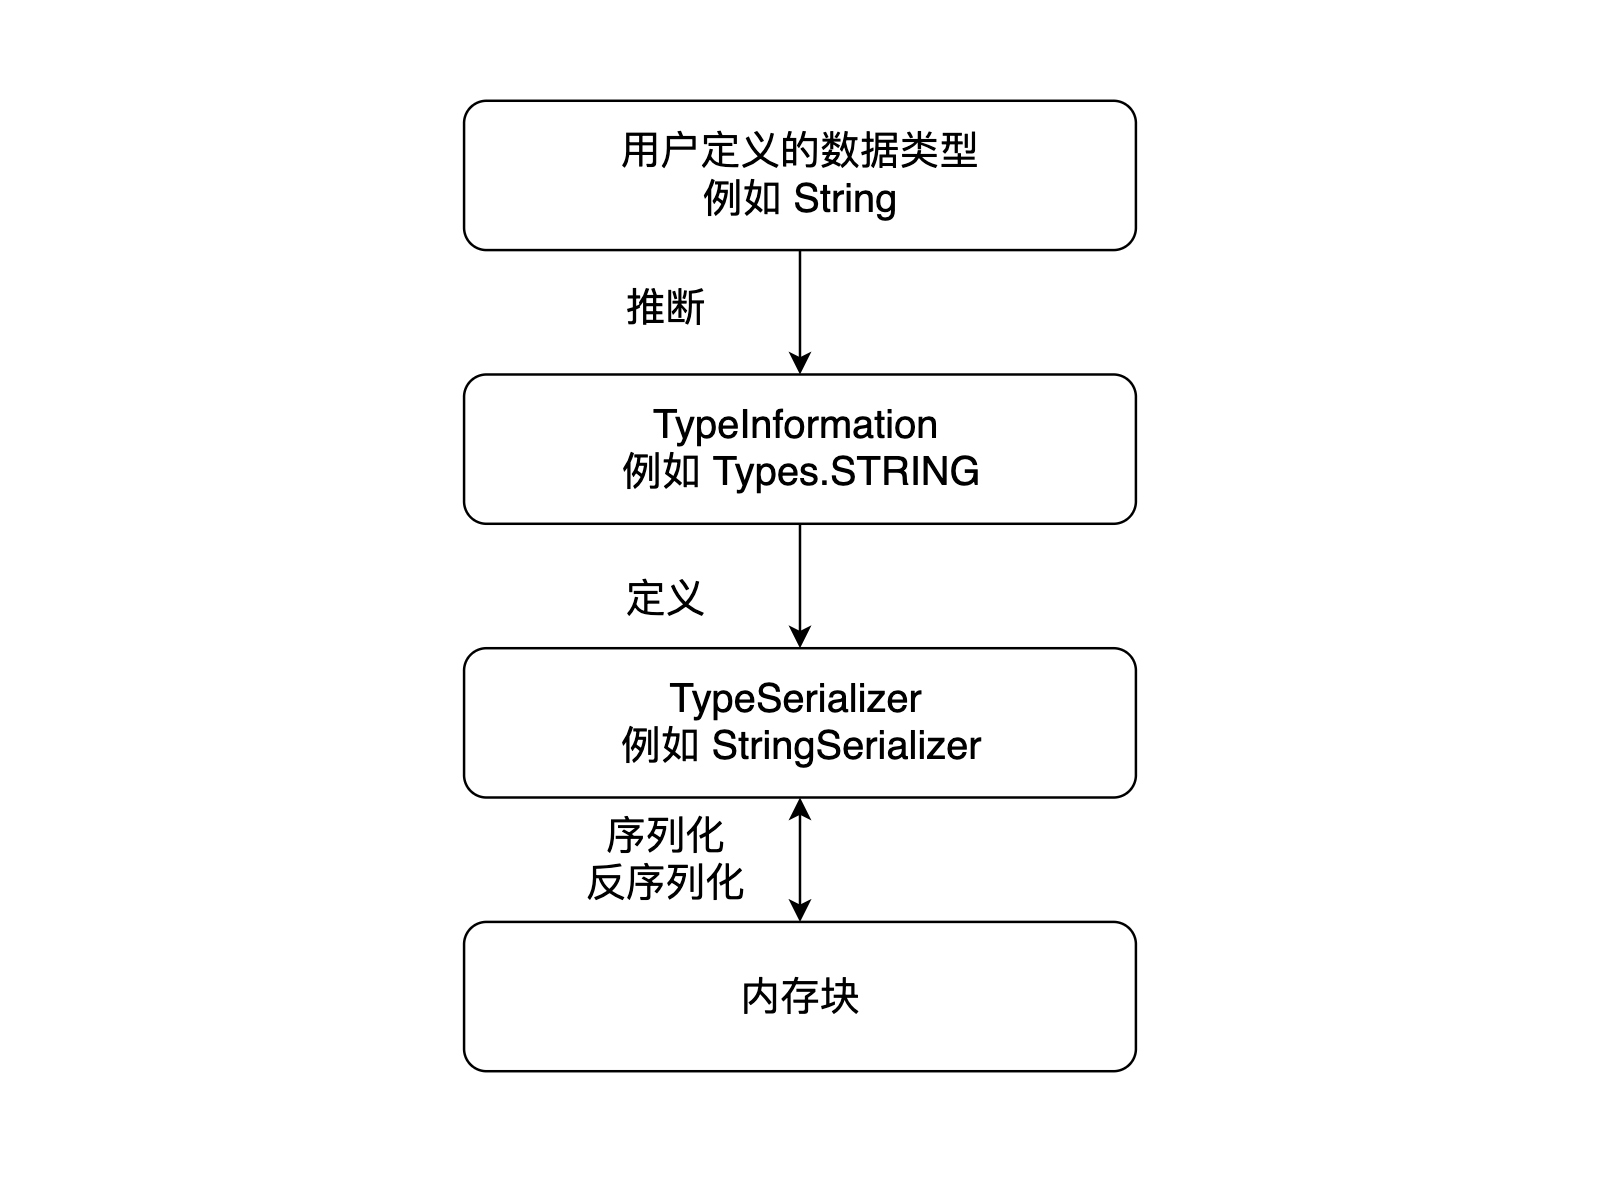 用户定义的数据类型
例如 String
推断
TypeInformation
例如 Types.STRING
定义
TypeSerializer
例如 StringSerializer
序列化
反序列化
内存块